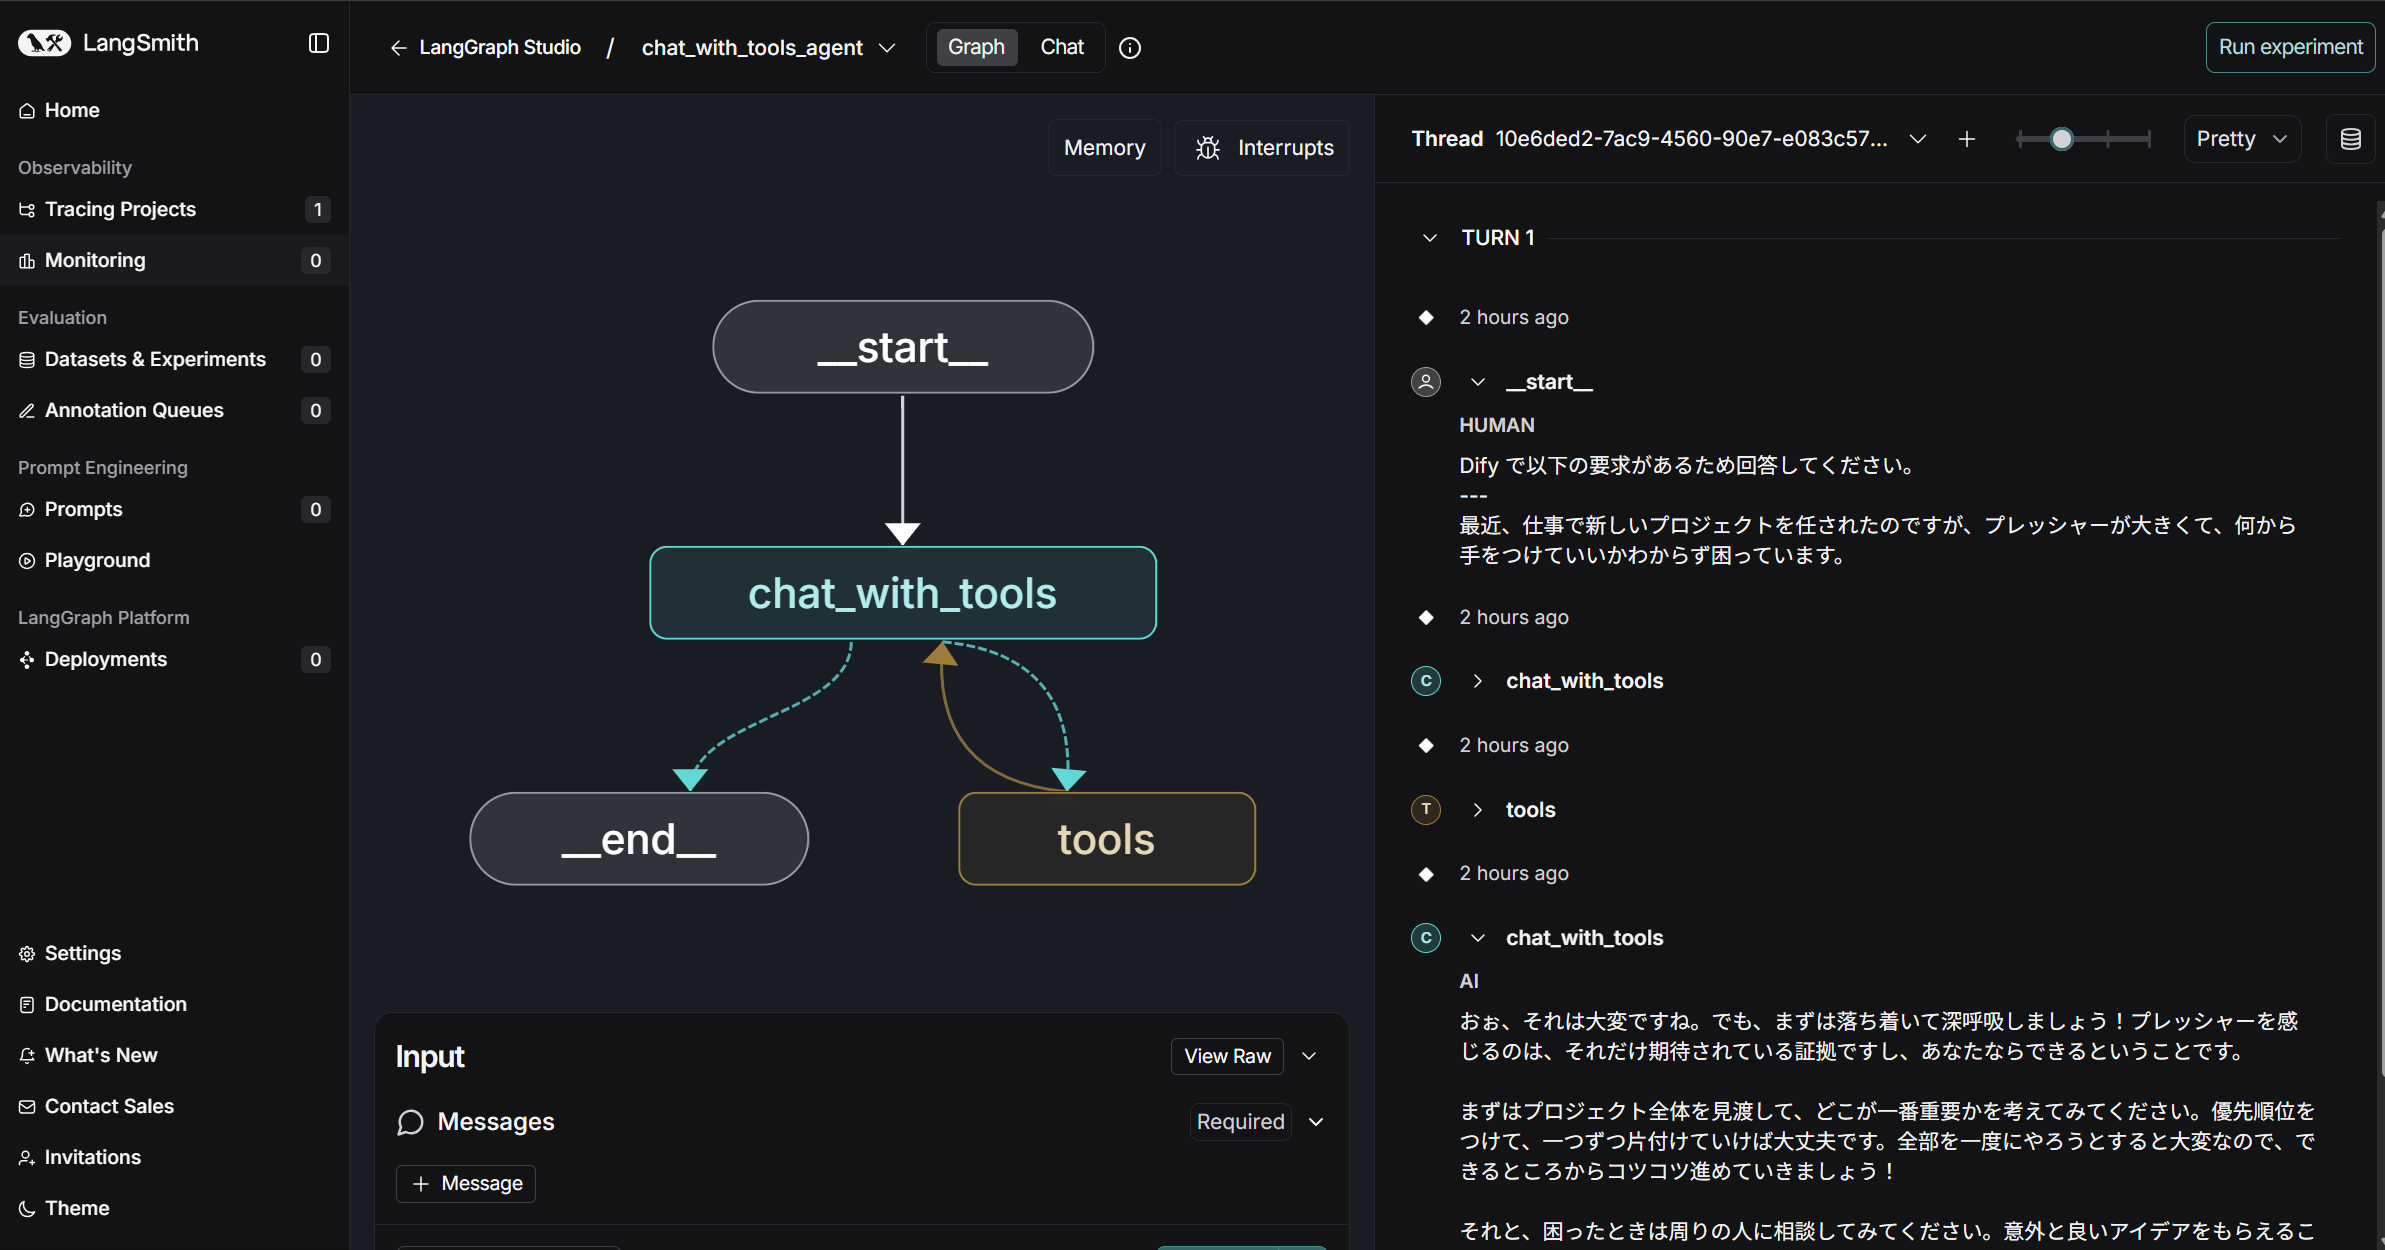 LangSmith
Home
Observability
Tracing Projects 1
Monitoring 0
Evaluation
Datasets & Experiments 0
Annotation Queues 0
Prompt Engineering
Prompts 0
Playground
LangGraph Platform
Deployments 0
Settings
Documentation
What's New
Contact Sales
Invitations
Theme
LangGraph Studio / chat_with_tools_agent Graph Chat
Run experiment
Memory
Interrupts
__start__
chat_with_tools
__end__
tools
Input
View Raw
Messages
Required
+ Message
Thread 10e6ded2-7ac9-4560-90e7-e083c57... +
Pretty
TURN 1
2 hours ago
__start__
HUMAN
Dify で以下の要求があるため回答してください。
---
最近、仕事で新しいプロジェクトを任されたのですが、プレッシャーが大きくて、何から
手をつけていいかわからず困っています。
2 hours ago
C chat_with_tools
2 hours ago
T tools
2 hours ago
C chat_with_tools
AI
おぉ、それは大変ですね。でも、まずは落ち着いて深呼吸しましょう！プレッシャーを感
じるのは、それだけ期待されている証拠ですし、あなたならできるということです。
まずはプロジェクト全体を見渡して、どこが一番重要かを考えてみてください。優先順位を
つけて、一つずつ片付けていけば大丈夫です。全部を一度にやろうとすると大変なので、で
きるところからコツコツ進めていきましょう！
それと、困ったときは周りの人に相談してみてください。意外と良いアイデアをもらえるこ